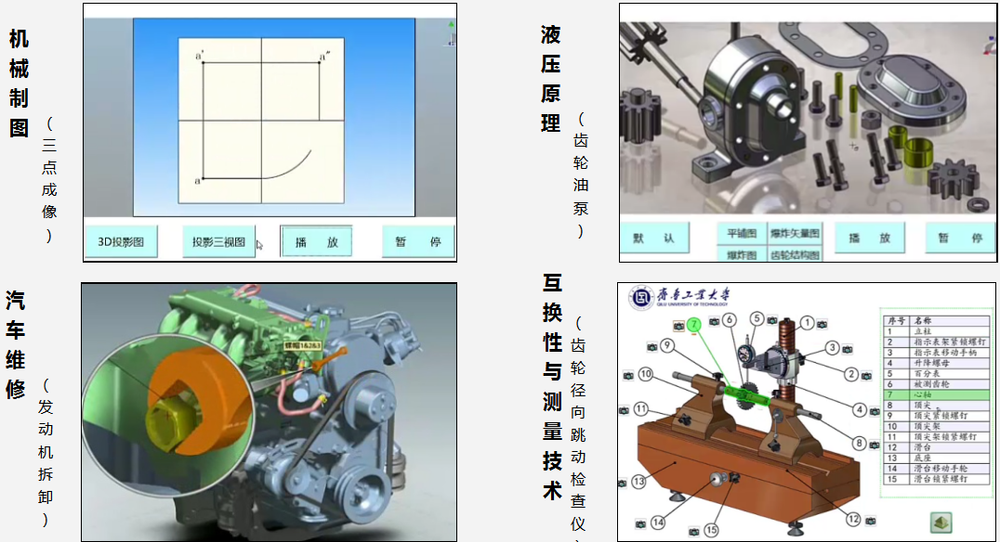 机械制图
（三点成像）
a'
a"
a
3D投影图
投影三视图
播 放
暂 停
液压原理
（齿轮油泵）
默 认
平铺图
爆炸矢量图
爆炸图
齿轮结构图
播 放
暂 停
汽车维修
（发动机拆卸）
螺帽1&2&3
互换性与测量技术
（齿轮径向跳动检查仪）
齐鲁工业大学
QILU UNIVERSITY OF TECHNOLOGY
7
6
5
1
9
3
10
2
11
4
8
13
14
15
12
序号 名称
1 立柱
2 指示表架紧锁螺钉
3 指示表移动手柄
4 升降螺母
5 百分表
6 被测齿轮
7 心轴
8 顶尖
9 顶尖紧锁螺钉
10 顶尖架
11 顶尖架锁紧螺钉
12 滑台
13 底座
14 滑台移动手轮
15 滑台锁紧螺钉